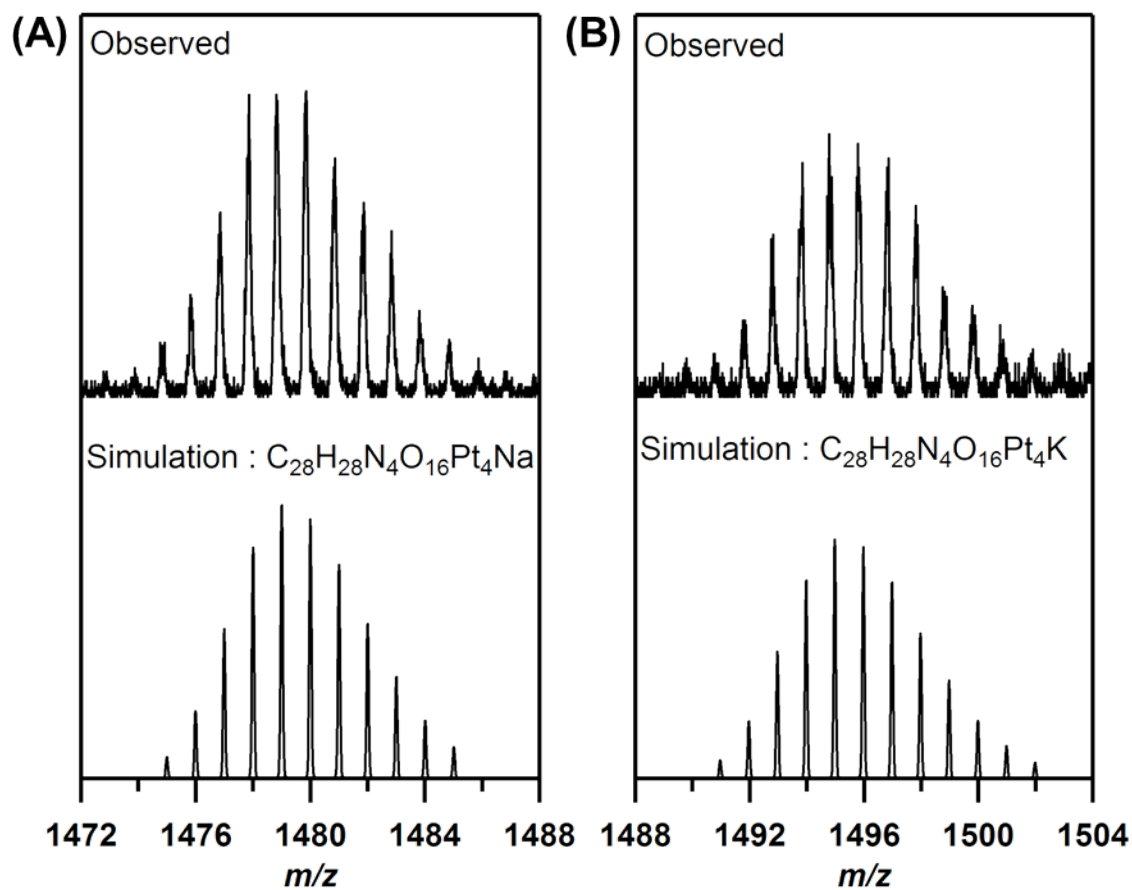 (A)
Observed
Simulation : C₂₈H₂₈N₄O₁₆Pt₄Na
1472 1476 1480 1484 1488
m/z
(B)
Observed
Simulation : C₂₈H₂₈N₄O₁₆Pt₄K
1488 1492 1496 1500 1504
m/z